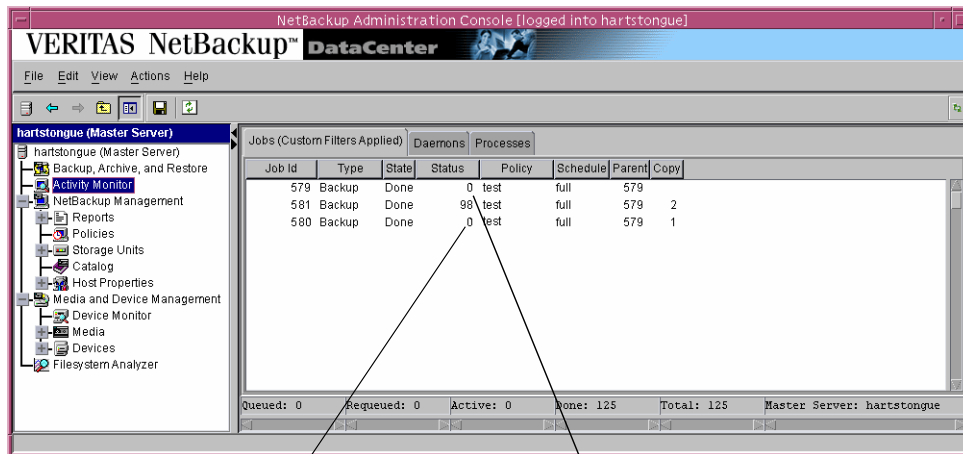 NetBackup Administration Console [logged into hartstongue]
VERITAS NetBackup™ DataCenter
File Edit View Actions Help
hartstongue (Master Server)
hartstongue (Master Server)
Backup, Archive, and Restore
Activity Monitor
NetBackup Management
Reports
Policies
Storage Units
Catalog
Host Properties
Media and Device Management
Device Monitor
Media
Devices
Filesystem Analyzer
Jobs (Custom Filters Applied) Daemons Processes
Job Id Type State Status Policy Schedule Parent Copy
579 Backup Done 0 test full 579
581 Backup Done 98 test full 579 2
580 Backup Done 0 test full 579 1
Queued: 0 Requeued: 0 Active: 0 Done: 125 Total: 125 Master Server: hartstongue